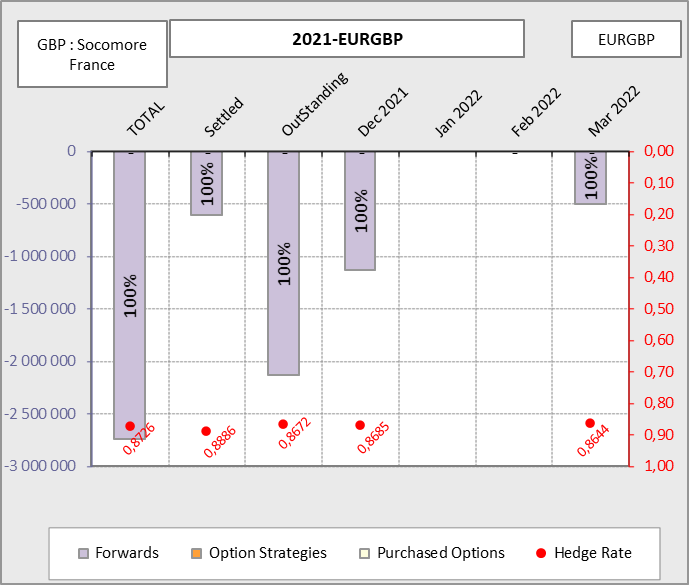 GBP : Socomore
France
2021-EURGBP
EURGBP
TOTAL
Settled
OutStanding
Dec 2021
Jan 2022
Feb 2022
Mar 2022
0
-500 000
-1 000 000
-1 500 000
-2 000 000
-2 500 000
-3 000 000
100%
100%
100%
100%
100%
0,8726
0,8886
0,8672
0,8685
0,8644
0,00
0,10
0,20
0,30
0,40
0,50
0,60
0,70
0,80
0,90
1,00
Forwards
Option Strategies
Purchased Options
Hedge Rate